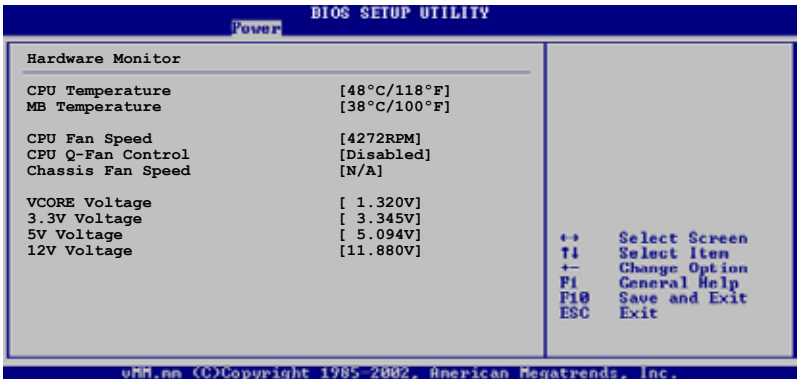 BIOS SETUP UTILITY
Power
Hardware Monitor
CPU Temperature [48°C/118°F]
MB Temperature [38°C/100°F]
CPU Fan Speed [4272RPM]
CPU Q-Fan Control [Disabled]
Chassis Fan Speed [N/A]
VCORE Voltage [ 1.320V]
3.3V Voltage [ 3.345V]
5V Voltage [ 5.094V]
12V Voltage [11.880V]
←→ Select Screen
↑↓ Select Item
+- Change Option
F1 General Help
F10 Save and Exit
ESC Exit
vMM.mm (C)Copyright 1985-2002, American Megatrends, Inc.